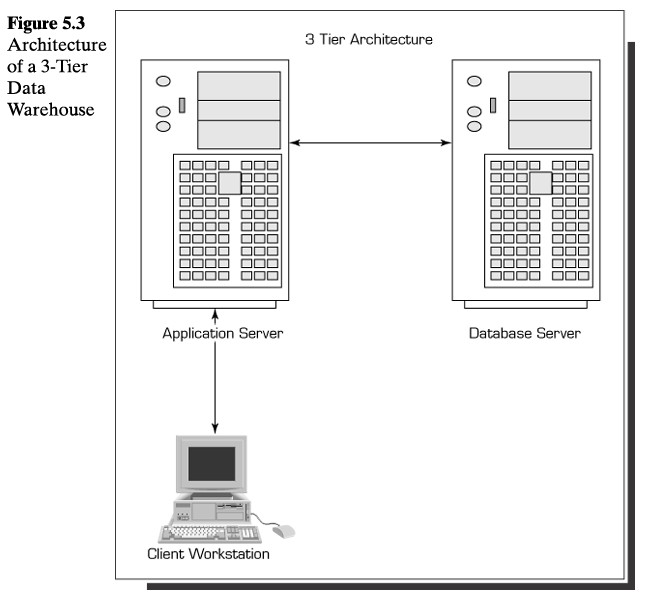 Figure 5.3
Architecture
of a 3-Tier
Data
Warehouse
3 Tier Architecture
Application Server
Database Server
Client Workstation